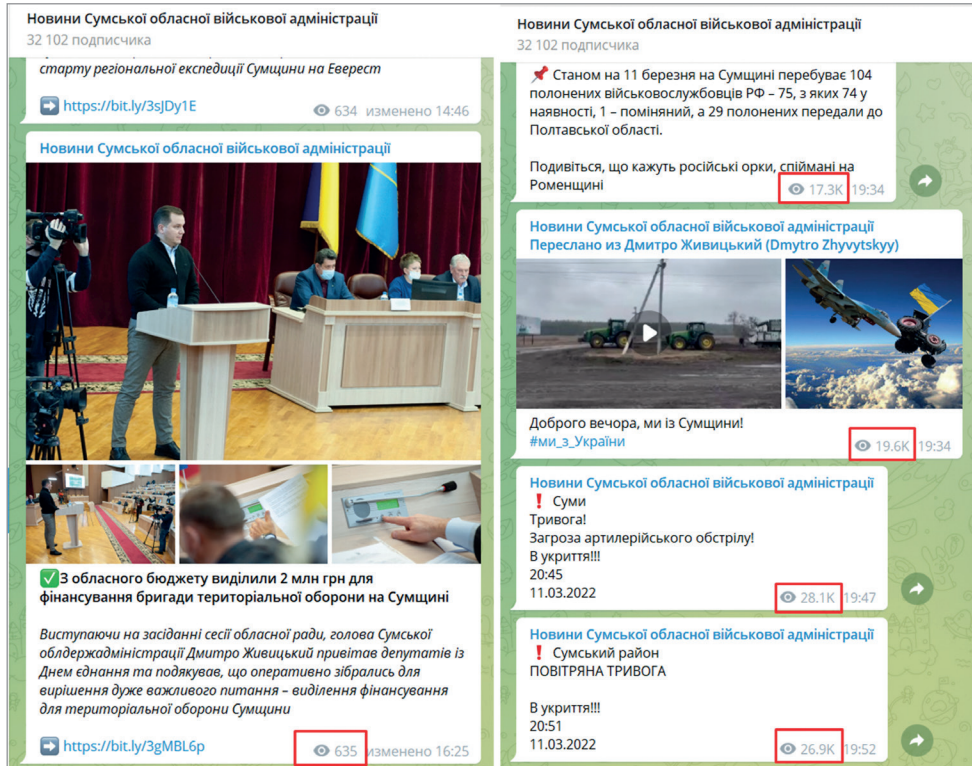 Новини Сумської обласної військової адміністрації
32 102 подписчика
старту регіональної експедиції Сумщини на Еверест
https://bit.ly/3sJDy1E
634 изменено 14:46
Новини Сумської обласної військової адміністрації
З обласного бюджету виділили 2 млн грн для
фінансування бригади територіальної оборони на Сумщині
Виступаючи на засіданні сесії обласної ради, голова Сумської
облдержадміністрації Дмитро Живицький привітав депутатів із
Днем єднання та подякував, що оперативно зібрались для
вирішення дуже важливого питання – виділення фінансування
для територіальної оборони Сумщини
https://bit.ly/3gMBL6p
635 изменено 16:25
Новини Сумської обласної військової адміністрації
32 102 подписчика
Станом на 11 березня на Сумщині перебуває 104
полонених військовослужбовців РФ – 75, з яких 74 у
наявності, 1 – поміняний, а 29 полонених передали до
Полтавської області.
Подивіться, що кажуть російські орки, спіймані на
Роменщині
17.3K 19:34
Новини Сумської обласної військової адміністрації
Переслано из Дмитро Живицький (Dmytro Zhyvytskyy)
Доброго вечора, ми із Сумщини!
#ми_з_України
19.6K 19:34
Новини Сумської обласної військової адміністрації
Суми
Тривога!
Загроза артилерійського обстрілу!
В укриття!!!
20:45
11.03.2022
28.1K 19:47
Новини Сумської обласної військової адміністрації
Сумський район
ПОВІТРЯНА ТРИВОГА
В укриття!!!
20:51
11.03.2022
26.9K 19:52